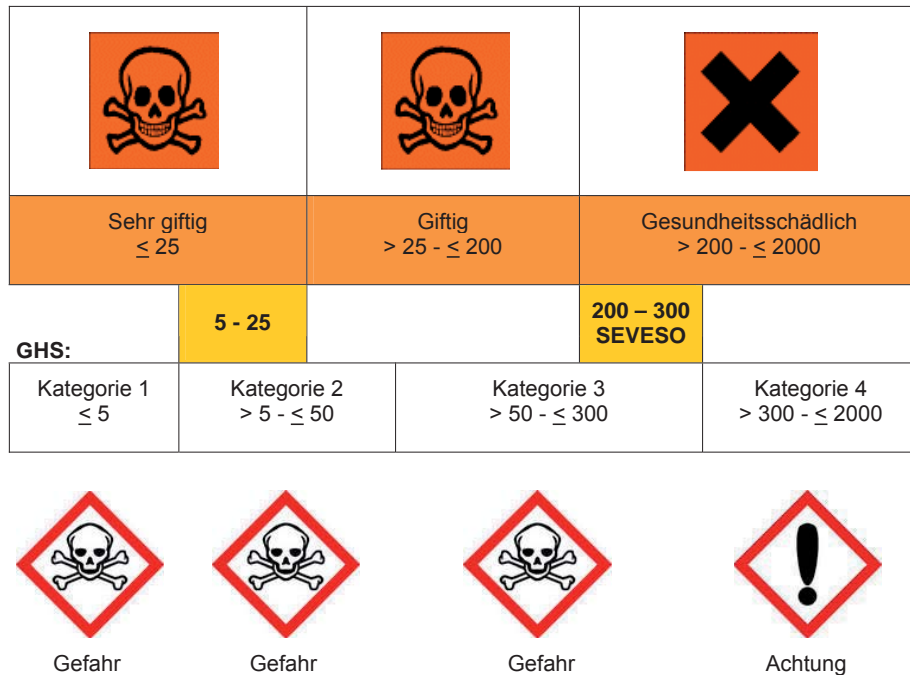 Sehr giftig
≤ 25
Giftig
> 25 - ≤ 200
Gesundheitsschädlich
> 200 - ≤ 2000
5 - 25
200 – 300
SEVESO
GHS:
Kategorie 1
≤ 5
Kategorie 2
> 5 - ≤ 50
Kategorie 3
> 50 - ≤ 300
Kategorie 4
> 300 - ≤ 2000
Gefahr
Gefahr
Gefahr
Achtung